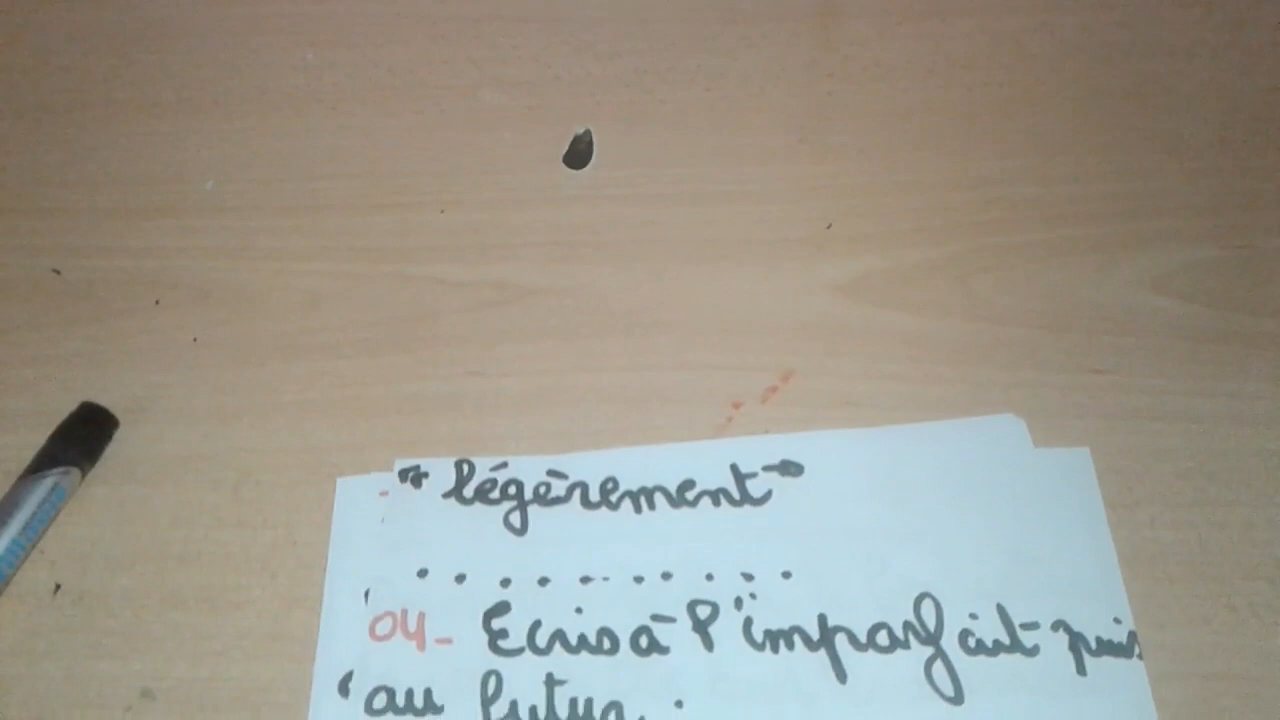 - "légèrement"
..........
04- Ecris à l'imparfait puis
au futur.